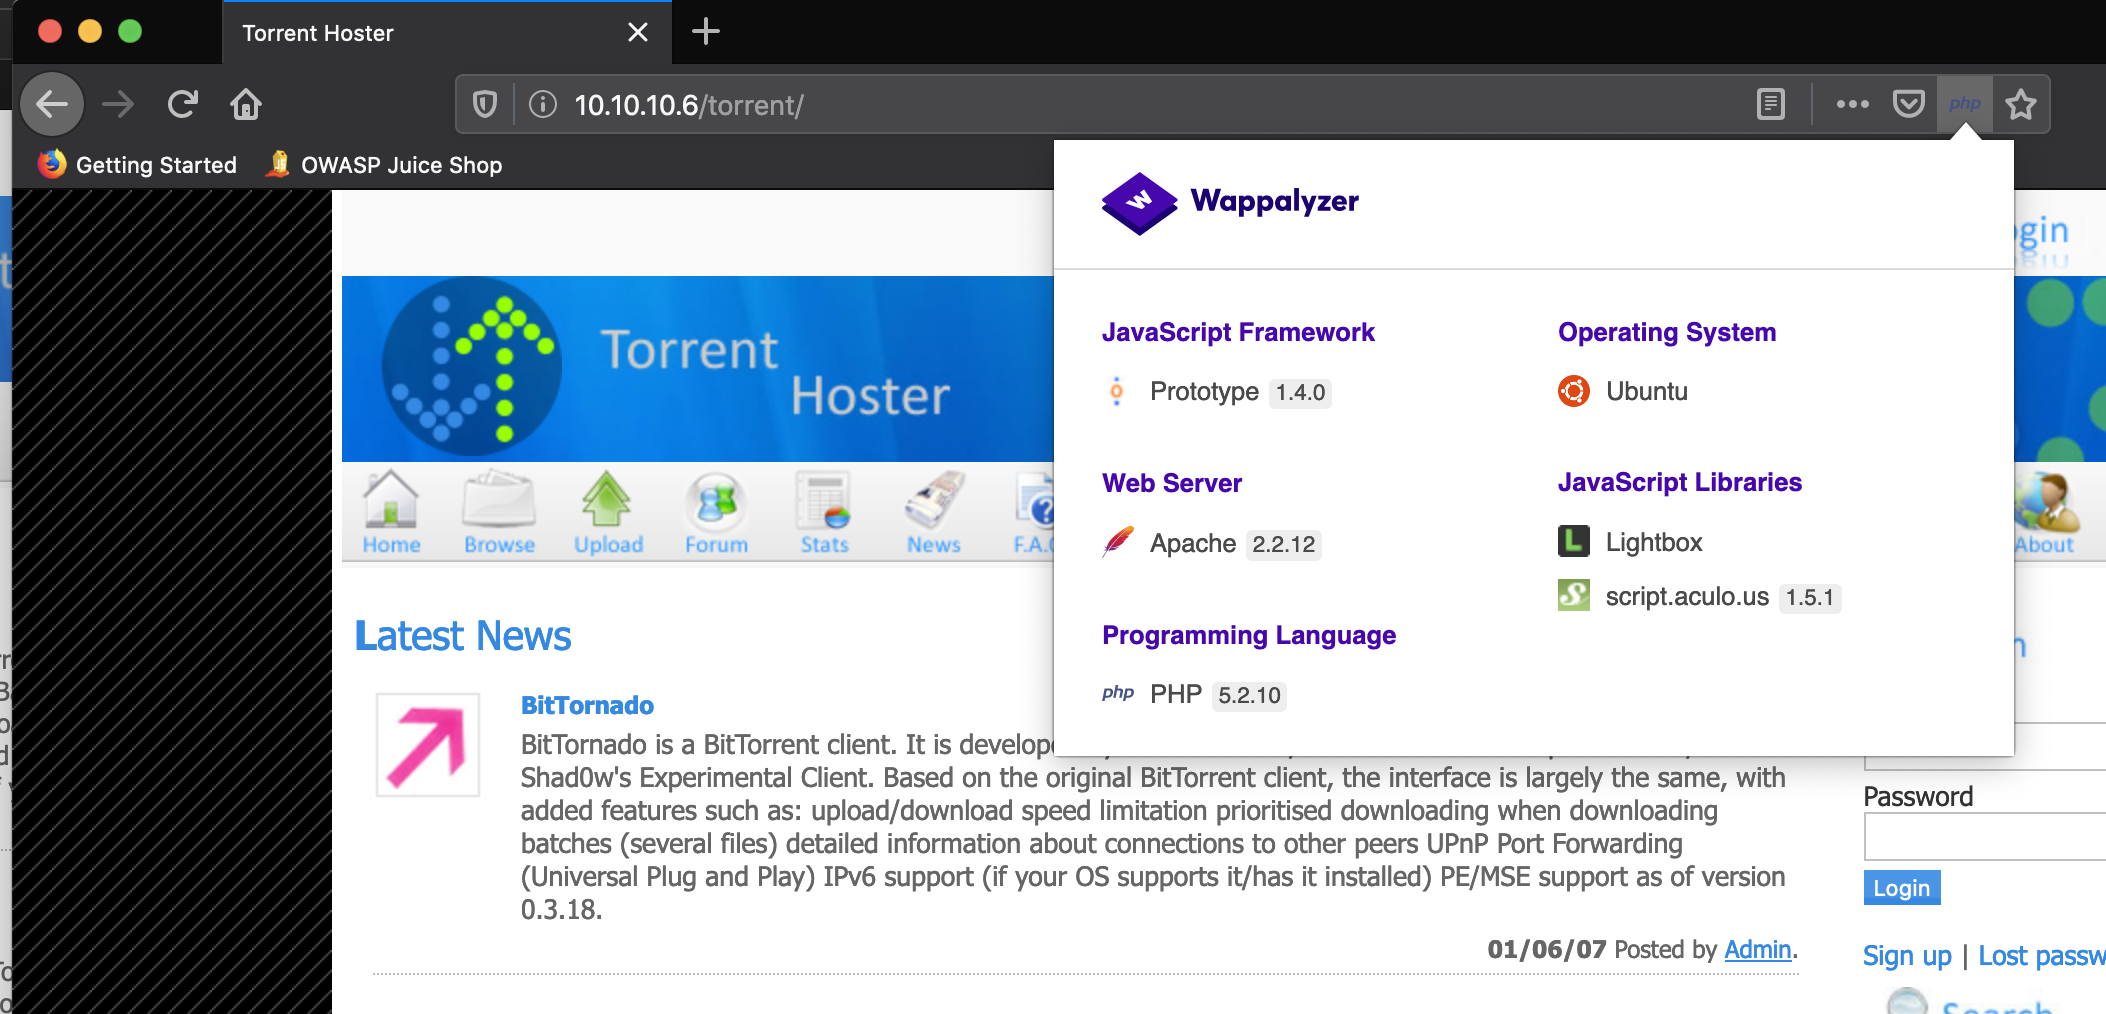 Torrent Hoster
10.10.10.6/torrent/
php
Getting Started
OWASP Juice Shop
Wappalyzer
JavaScript Framework
Prototype 1.4.0
Operating System
Ubuntu
Web Server
Apache 2.2.12
JavaScript Libraries
Lightbox
script.aculo.us 1.5.1
Programming Language
php PHP 5.2.10
Torrent
Hoster
Home
Browse
Upload
Forum
Stats
News
About
Latest News
BitTornado
BitTornado is a BitTorrent client. It is
Shad0w's Experimental Client. Based on the original BitTorrent client, the interface is largely the same, with
added features such as: upload/download speed limitation prioritised downloading when downloading
batches (several files) detailed information about connections to other peers UPnP Port Forwarding
(Universal Plug and Play) IPv6 support (if your OS supports it/has it installed) PE/MSE support as of version
0.3.18.
01/06/07 Posted by Admin.
Password
Login
Sign up | Lost passw
Search